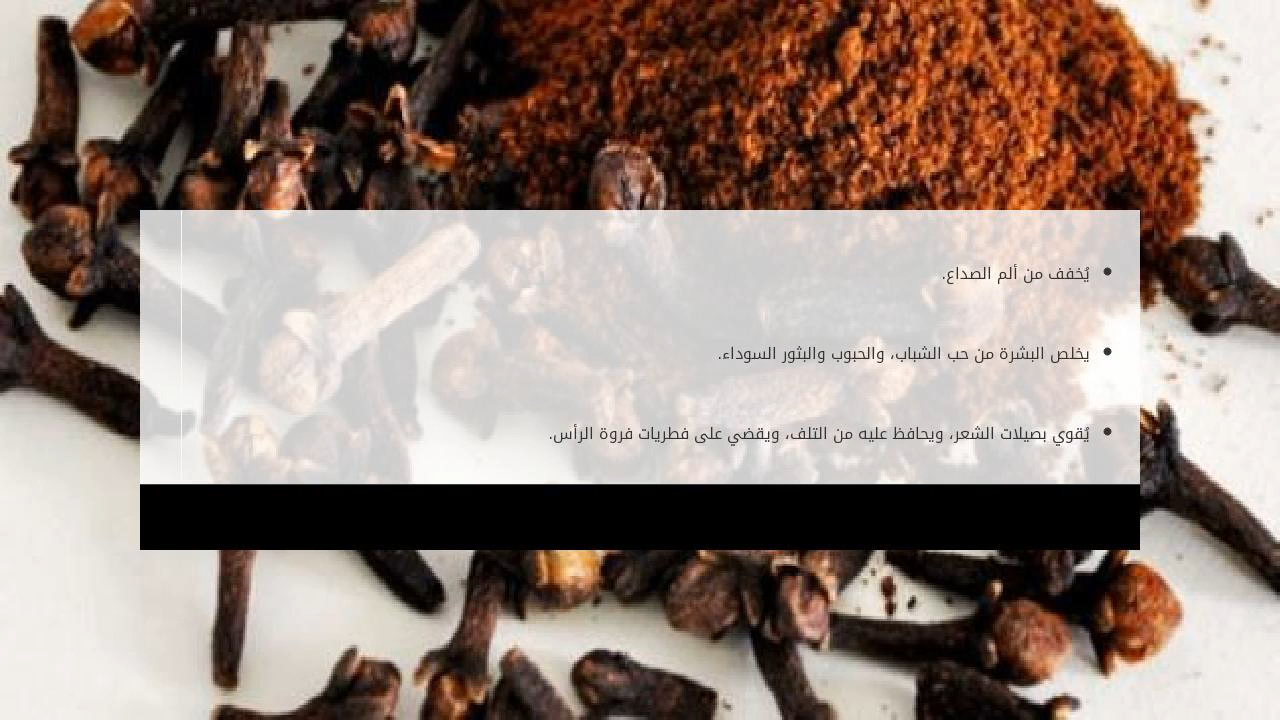 • يُخفف من ألم الصداع.
• يخلص البشرة من حب الشباب، والحبوب والبثور السوداء.
• يُقوي بصيلات الشعر، ويحافظ عليه من التلف، ويقضي على فطريات فروة الرأس.